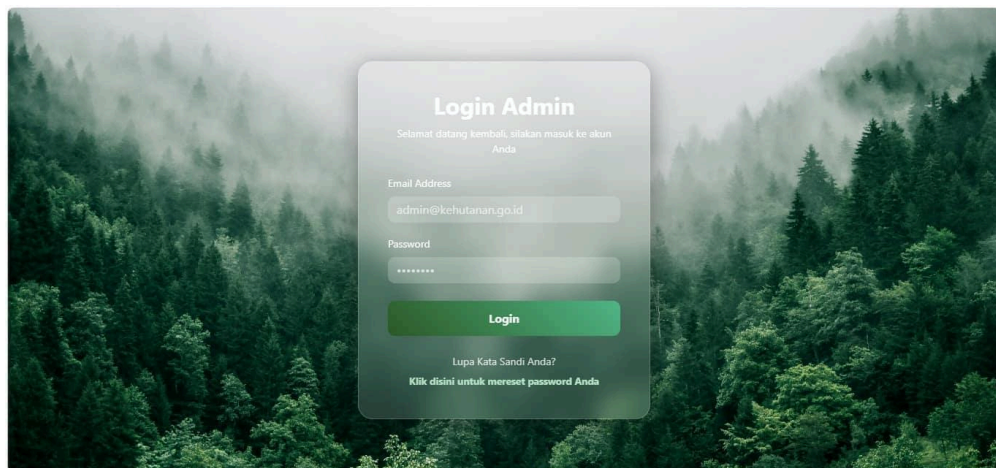 Login Admin
Selamat datang kembali, silakan masuk ke akun
Anda
Email Address
admin@kehutanan.go.id
Password
••••••••
Login
Lupa Kata Sandi Anda?
Klik disini untuk mereset password Anda